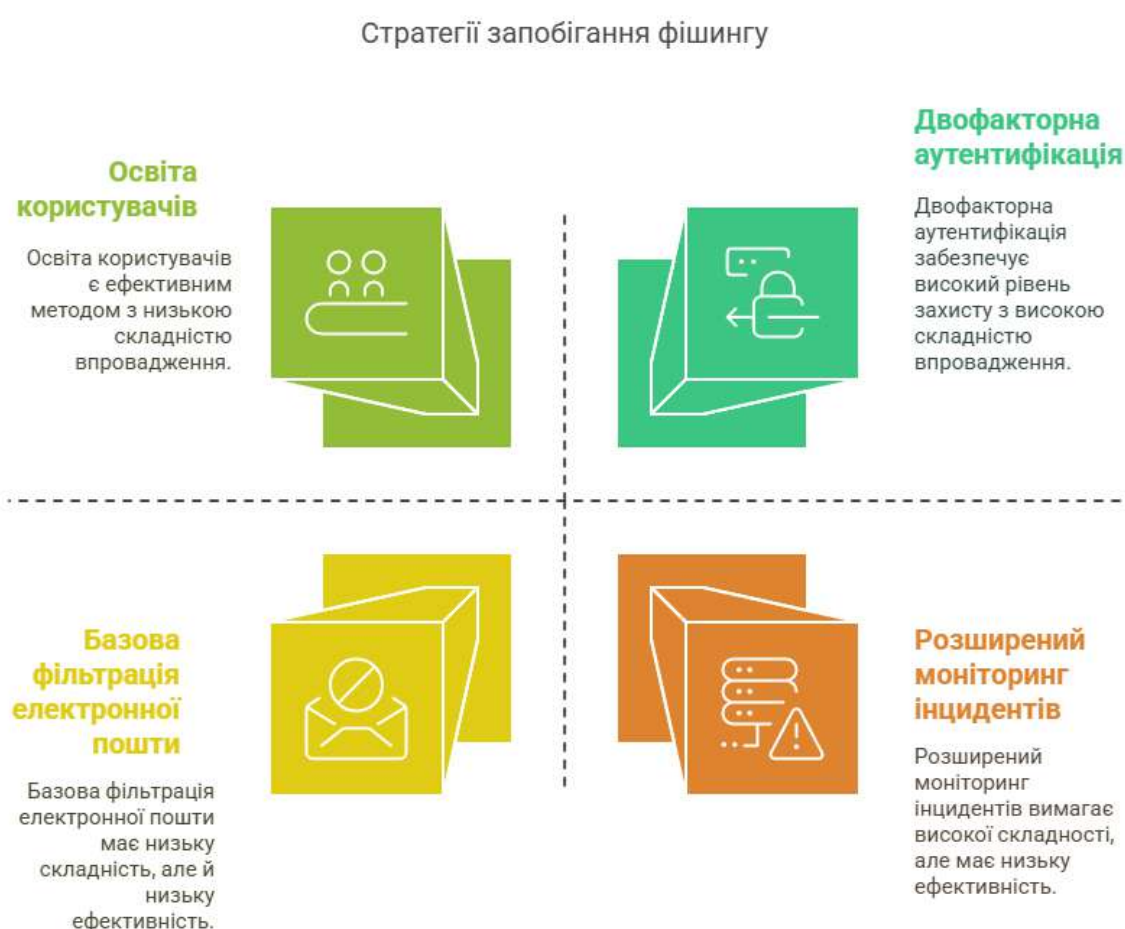 Стратегії запобігання фішингу
Освіта
користувачів
Освіта користувачів
є ефективним
методом з низькою
складністю
впровадження.
Двофакторна
аутентифікація
Двофакторна
аутентифікація
забезпечує
високий рівень
захисту з високою
складністю
впровадження.
Базова
фільтрація
електронної
пошти
Базова фільтрація
електронної пошти
має низьку
складність, але й
низьку
ефективність.
Розширений
моніторинг
інцидентів
Розширений
моніторинг
інцидентів вимагає
високої складності,
але має низьку
ефективність.